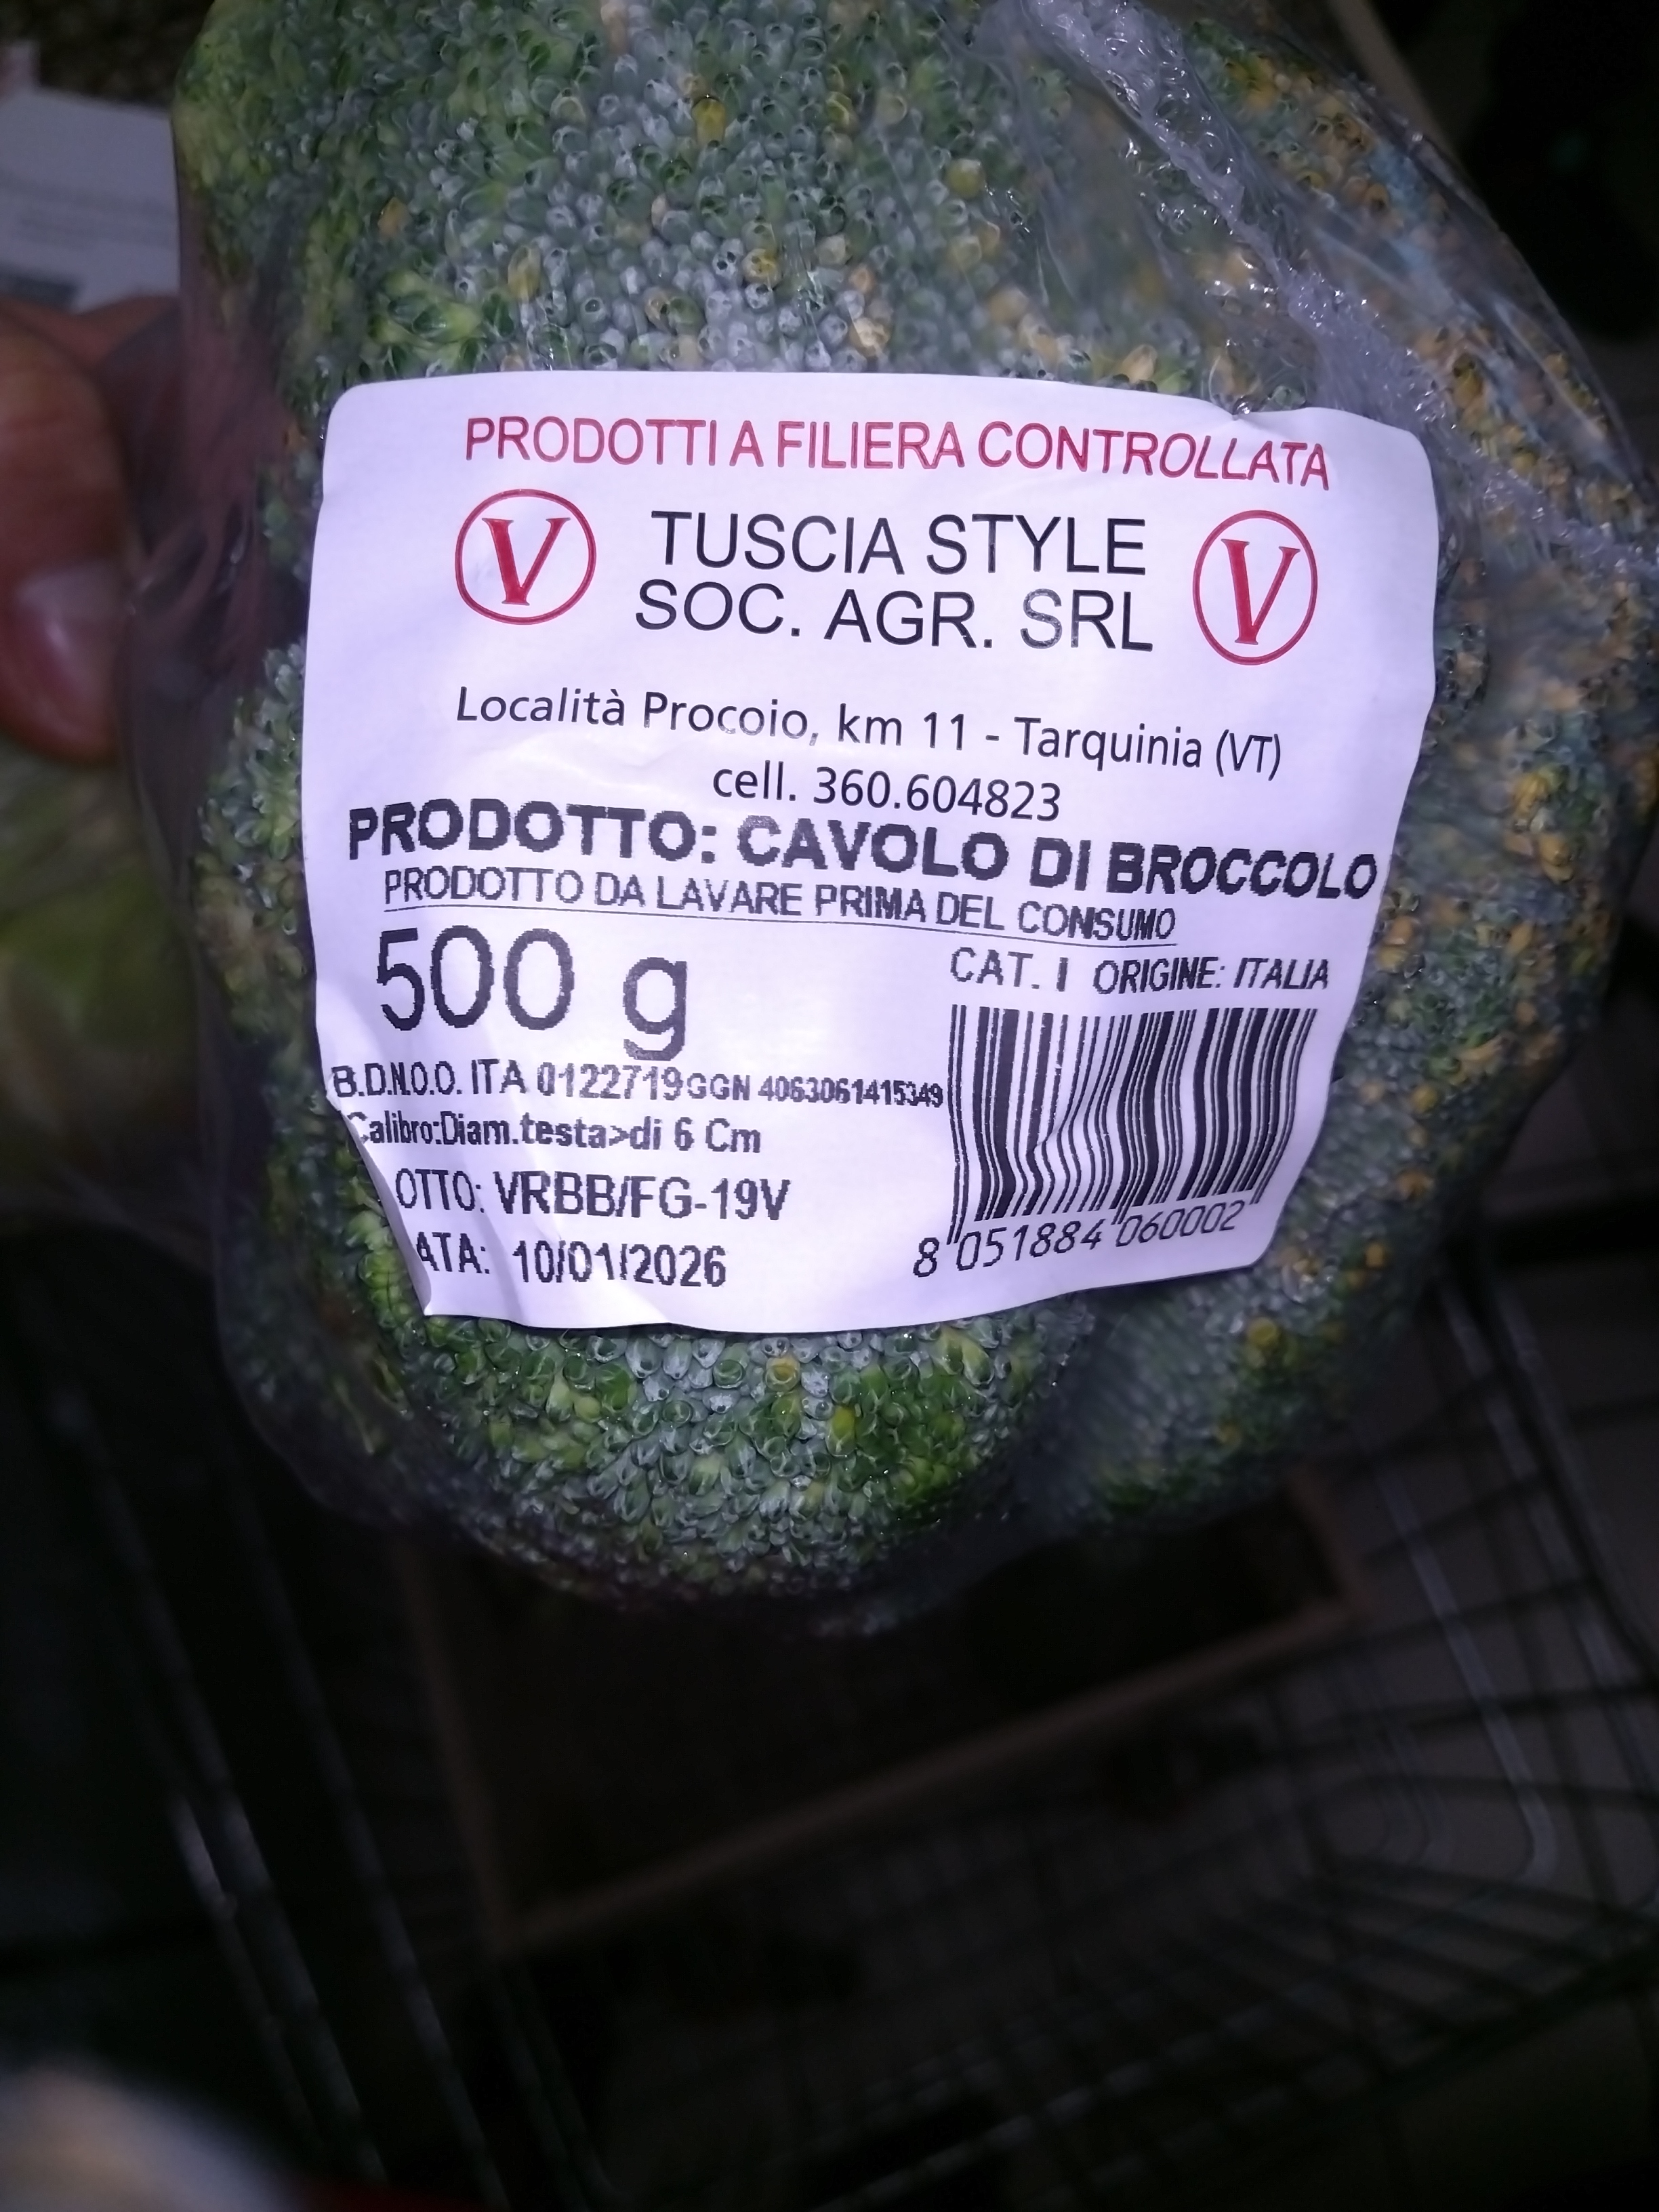 PRODOTTI A FILIERA CONTROLLATA
V TUSCIA STYLE V
SOC. AGR. SRL
Località Procoio, km 11 - Tarquinia (VT)
cell. 360.604823
PRODOTTO: CAVOLO DI BROCCOLO
PRODOTTO DA LAVARE PRIMA DEL CONSUMO
500 g
CAT. I ORIGINE: ITALIA
B.D.N.O.O. ITA 0122719 GGN 4063061415349
Calibro:Diam.testa>di 6 Cm
OTTO: VRBB/FG-19V
ATA: 10/01/2026
8 051884 060002